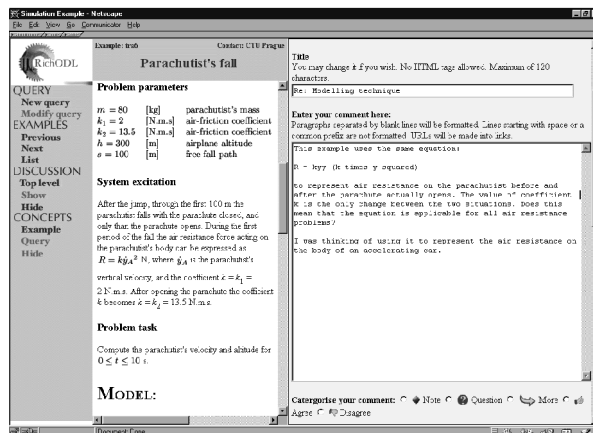 Simulation Example - Netscape
File Edit View Go Communicator Help
RichODL
QUERY
New query
Modify query
EXAMPLES
Previous
Next
List
DISCUSSION
Top level
Show
Hide
CONCEPTS
Example
Query
Hide
Example: tra6 Contact: CTU Prague
Parachutist's fall
Problem parameters
m = 80 [kg] parachutist's mass
k₁ = 2 [N.m.s] air-friction coefficient
k₂ = 13.5 [N.m.s] air-friction coefficient
h = 300 [m] airplane altitude
s = 100 [m] free fall path
System excitation
After the jump, through the first 100 m the
parachutist falls with the parachute closed, and
only than the parachute opens. During the first
period of the fall the air resistance force acting on
the parachutist's body can be expressed as
R = kẏ_A² N, where ẏ_A is the parachutist's
vertical velocity, and the coefficient k = k₁ =
2 N.m.s. After opening the parachute the coefficient
k becomes k = k₂ = 13.5 N.m.s.
Problem task
Compute the parachutist's velocity and altitude for
0 ≤ t ≤ 10 s.
MODEL:
Title
You may change it if you wish. No HTML tags allowed. Maximum of 120
characters.
Re: Modelling technique
Enter your comment here:
Paragraphs separated by blank lines will be formatted. Lines starting with space or a
common prefix are not formatted. URLs will be made into links.
This example uses the same equation:
R = kyy (k times y squared)
to represent air resistance on the parachutist before and
after the parachute actually opens. The value of coefficient
k is the only change between the two situations. Does this
mean that the equation is applicable for all air resistance
problems?
I was thinking of using it to represent the air resistance on
the body of an accelerating car.
Catergorise your comment: Note Question More
Agree Disagree
Document: Done